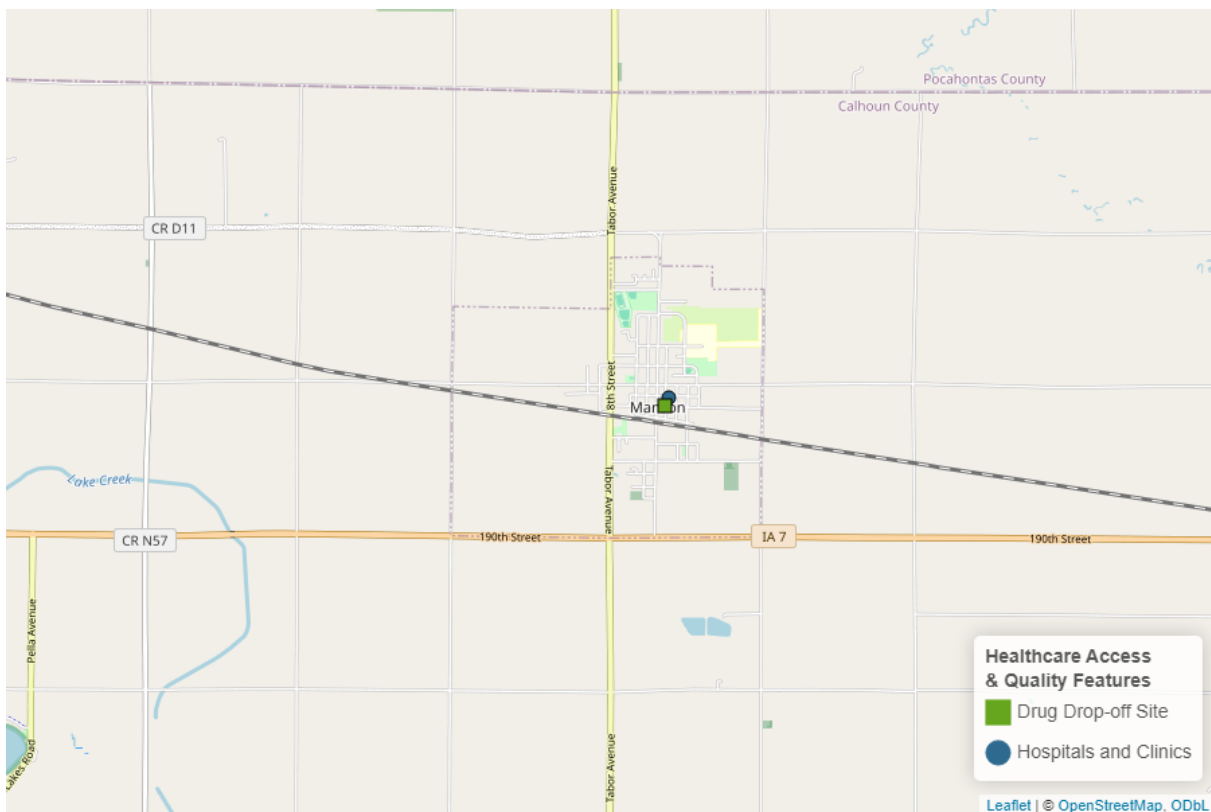 Pocahontas County
Calhoun County
Tabor Avenue
CR D11
8th Street
Lake Creek
Tabor Avenue
CR N57
190th Street
IA 7
190th Street
Pella Avenue
Lakes Road
Tabor Avenue
Healthcare Access
& Quality Features
Drug Drop-off Site
Hospitals and Clinics
Leaflet | © OpenStreetMap, ODbL